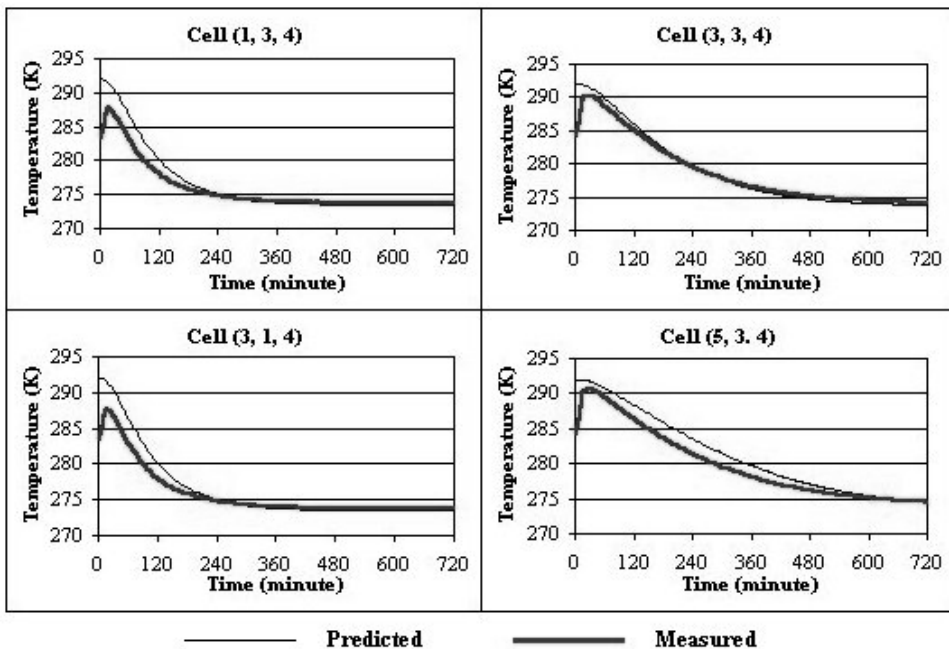 Cell (1, 3, 4)
Temperature (K)
295
290
285
280
275
270
0 120 240 360 480 600 720
Time (minute)
Cell (3, 3, 4)
Temperature (K)
295
290
285
280
275
270
0 120 240 360 480 600 720
Time (minute)
Cell (3, 1, 4)
Temperature (K)
295
290
285
280
275
270
0 120 240 360 480 600 720
Time (minute)
Cell (5, 3. 4)
Temperature (K)
295
290
285
280
275
270
0 120 240 360 480 600 720
Time (minute)
Predicted Measured